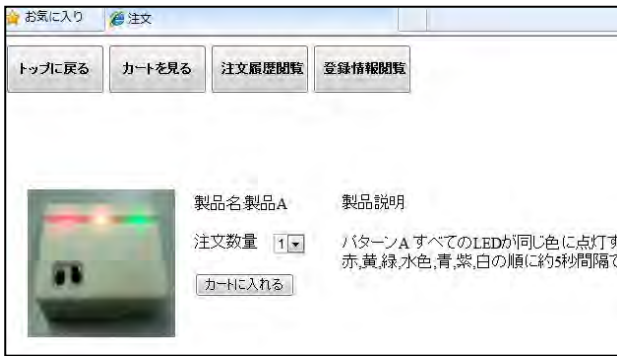 お気に入り 注文
トップに戻る カートを見る 注文履歴閲覧 登録情報閲覧
製品名:製品A 製品説明
注文数量 1
パターンA すべてのLEDが同じ色に点灯す
赤,黄,緑,水色,青,紫,白の順に約5秒間隔で
カートに入れる